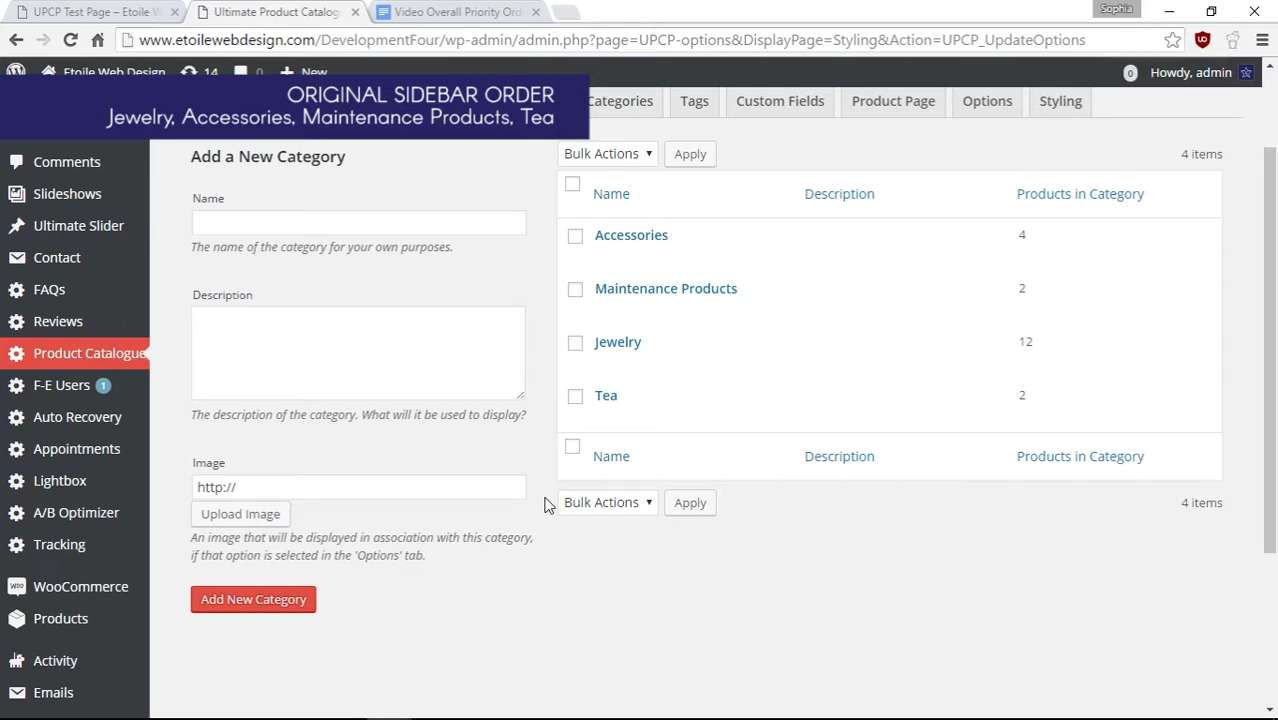 UPCP Test Page – Etoile W
Ultimate Product Catalog
Video Overall Priority Ord
Sophia
www.etoilewebdesign.com/DevelopmentFour/wp-admin/admin.php?page=UPCP-options&DisplayPage=Styling&Action=UPCP_UpdateOptions
Etoile Web Design
14
0
New
0
Howdy, admin
ORIGINAL SIDEBAR ORDER
Jewelry, Accessories, Maintenance Products, Tea
Categories
Tags
Custom Fields
Product Page
Options
Styling
Comments
Slideshows
Ultimate Slider
Contact
FAQs
Reviews
Product Catalogue
F-E Users 1
Auto Recovery
Appointments
Lightbox
A/B Optimizer
Tracking
WooCommerce
Products
Activity
Emails
Add a New Category
Name
The name of the category for your own purposes.
Description
The description of the category. What will it be used to display?
Image
http://
Upload Image
An image that will be displayed in association with this category,
if that option is selected in the 'Options' tab.
Add New Category
Bulk Actions
Apply
4 items
Name Description Products in Category
Accessories 4
Maintenance Products 2
Jewelry 12
Tea 2
Name Description Products in Category
Bulk Actions
Apply
4 items